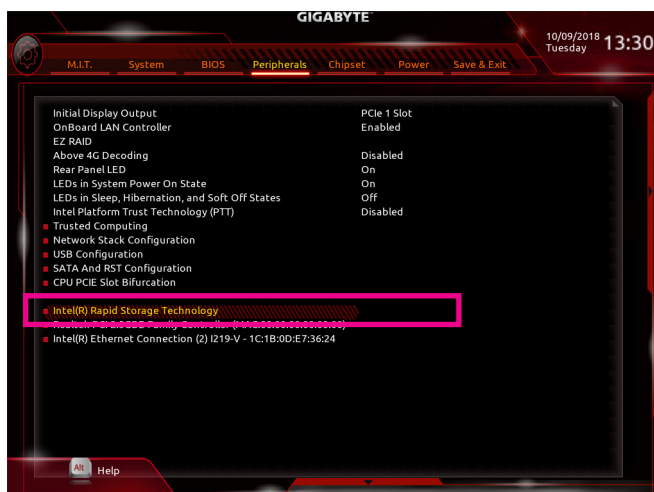 GIGABYTE
10/09/2018 13:30
Tuesday
M.I.T. System BIOS Peripherals Chipset Power Save & Exit
Initial Display Output PCIe 1 Slot
OnBoard LAN Controller Enabled
EZ RAID
Above 4G Decoding Disabled
Rear Panel LED On
LEDs in System Power On State On
LEDs in Sleep, Hibernation, and Soft Off States Off
Intel Platform Trust Technology (PTT) Disabled
Trusted Computing
Network Stack Configuration
USB Configuration
SATA And RST Configuration
CPU PCIE Slot Bifurcation
Intel(R) Rapid Storage Technology
Family Controller
Intel(R) Ethernet Connection (2) I219-V - 1C:1B:0D:E7:36:24
Alt Help